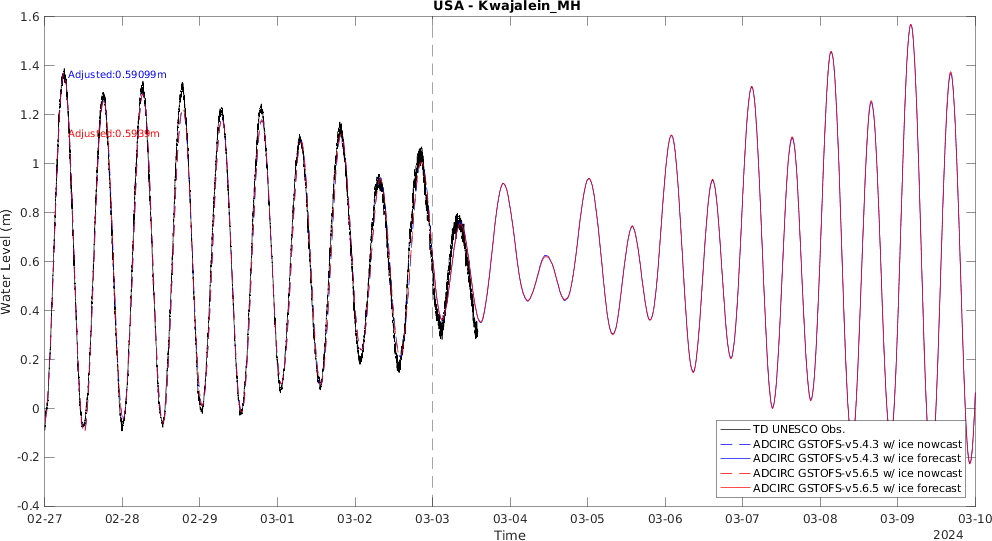 USA - Kwajalein_MH
1.6
1.4
1.2
1
0.8
0.6
0.4
0.2
0
-0.2
-0.4
Water Level (m)
Adjusted:0.59099m
Adjusted:0.5939m
TD UNESCO Obs.
ADCIRC GSTOFS-v5.4.3 w/ ice nowcast
ADCIRC GSTOFS-v5.4.3 w/ ice forecast
ADCIRC GSTOFS-v5.6.5 w/ ice nowcast
ADCIRC GSTOFS-v5.6.5 w/ ice forecast
02-27 02-28 02-29 03-01 03-02 03-03 03-04 03-05 03-06 03-07 03-08 03-09 03-10
Time
2024